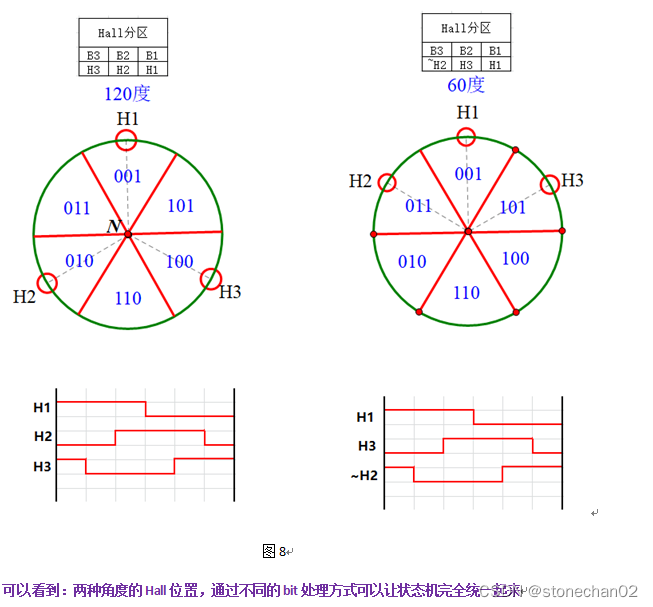 Hall分区
B3 B2 B1
H3 H2 H1
120度
H1
001
011
101
N
010
100
H2
H3
110
Hall分区
B3 B2 B1
~H2 H3 H1
60度
H1
H2
H3
001
011
101
010
100
110
H1
H2
H3
H1
H3
~H2
图 8
可以看到：两种角度的 Hall 位置，通过不同的 bit 处理方式可以让状态机完全统一起来
CSDN @stonechan02